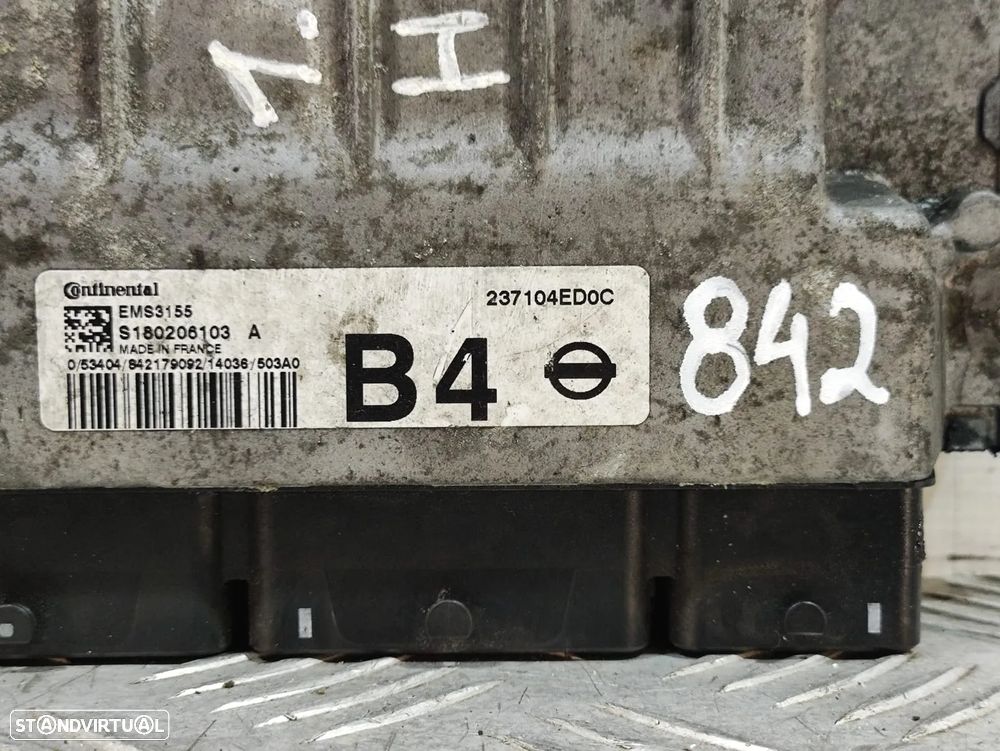 N i H
Continental
237104ED0C
EMS3155
S180206103 A
MADE IN FRANCE
0/53404/842179092/14036/503A0
B4
842
STANDVIRTUAL